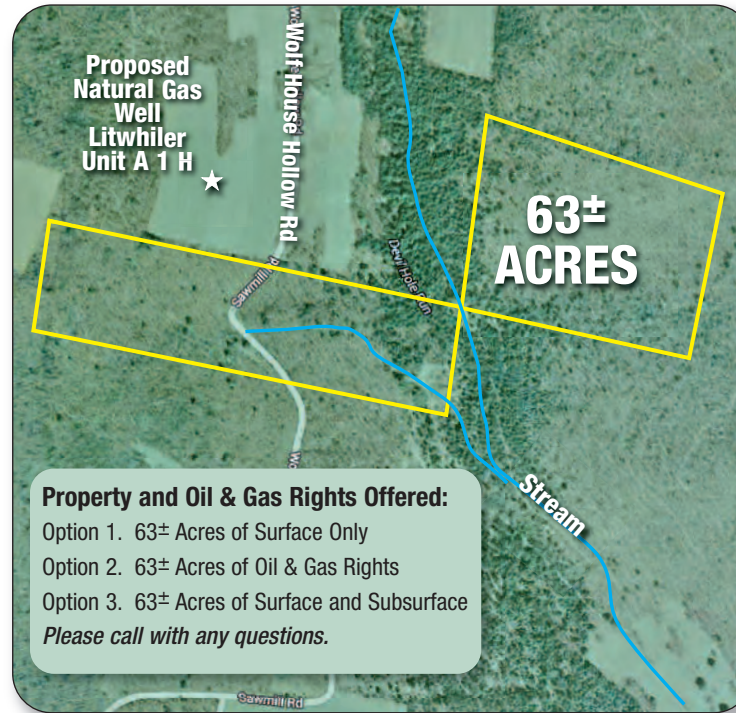 Proposed
Natural Gas
Well
Litwhiler
Unit A 1 H
Wolf House Hollow Rd
63±
ACRES
Sawmill Rd
Devil Hole Run
Stream
Property and Oil & Gas Rights Offered:
Option 1. 63± Acres of Surface Only
Option 2. 63± Acres of Oil & Gas Rights
Option 3. 63± Acres of Surface and Subsurface
Please call with any questions.
Sawmill Rd